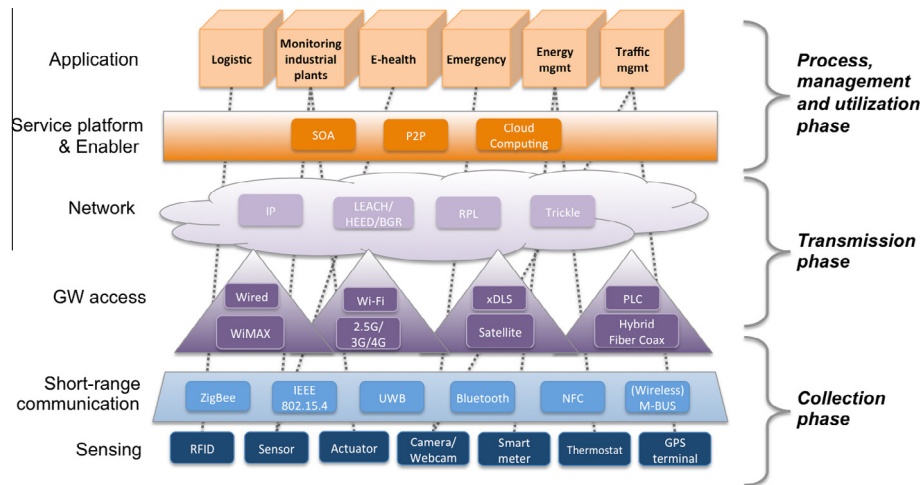 Application
Logistic
Monitoring
industrial
plants
E-health
Emergency
Energy
mgmt
Traffic
mgmt
Process,
management
and utilization
phase
Service platform
& Enabler
SOA
P2P
Cloud
Computing
Network
IP
LEACH/
HEED/BGR
RPL
Trickle
Transmission
phase
GW access
Wired
WiMAX
Wi-Fi
2.5G/
3G/4G
xDLS
Satellite
PLC
Hybrid
Fiber Coax
Short-range
communication
ZigBee
IEEE
802.15.4
UWB
Bluetooth
NFC
(Wireless)
M-BUS
Collection
phase
Sensing
RFID
Sensor
Actuator
Camera/
Webcam
Smart
meter
Thermostat
GPS
terminal